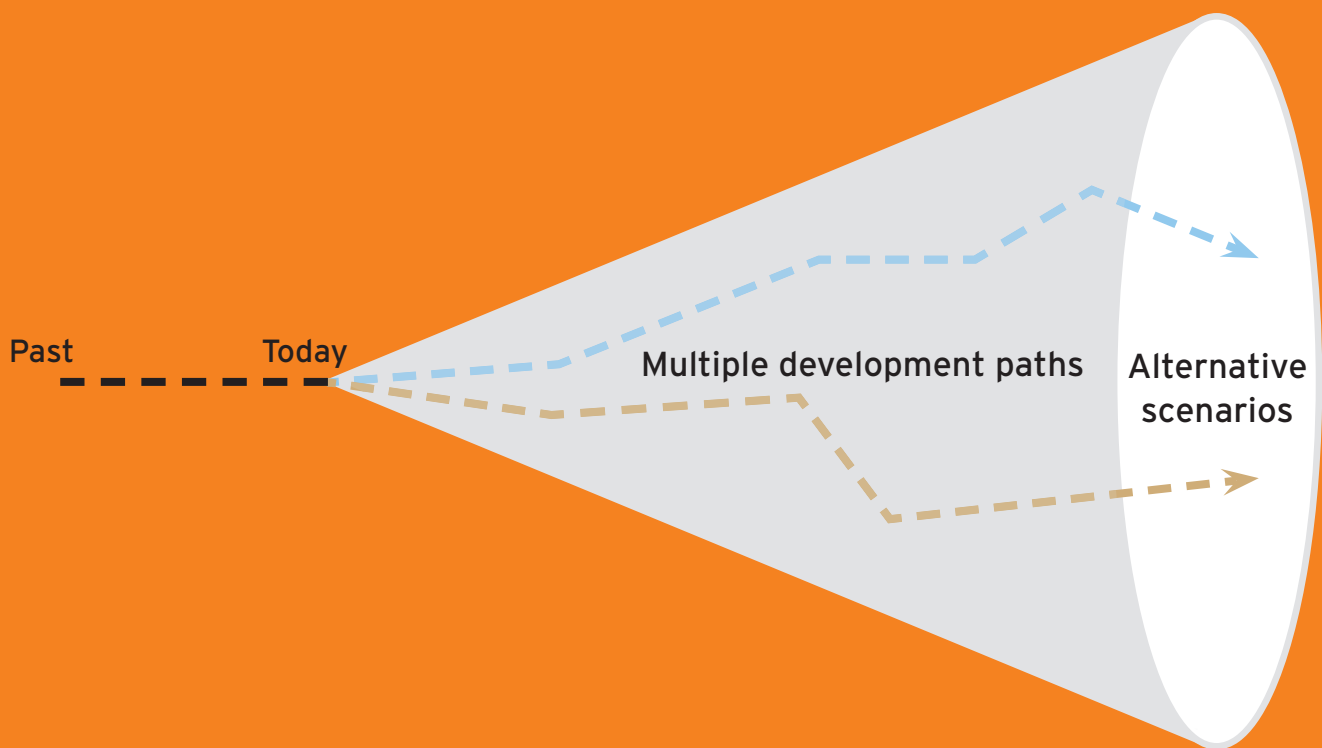 Past
Today
Multiple development paths
Alternative
scenarios